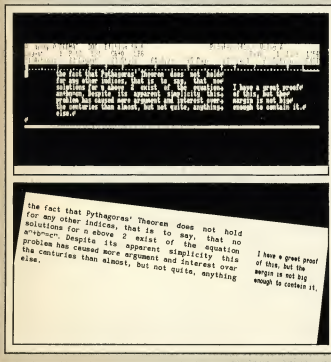 the fact that Pythagoras' Theorem does not hold
for any other indices, that is to say, that no
solutions for n above 2 exist of the equation
Despite its apparent simplicity this
problem has caused more argument and interest over
the centuries than almost, but not quite, anything
else.
I have a great proof
of this, but the
margin is not big
enough to contain it.
the fact that Pythagoras' Theorem does not hold
for any other indices, that is to say, that no
solutions for n above 2 exist of the equation
aⁿ+bⁿ=cⁿ. Despite its apparent simplicity this
problem has caused more argument and interest over
the centuries than almost, but not quite, anything
else.
I have a great proof
of this, but the
margin is not big
enough to contain it.